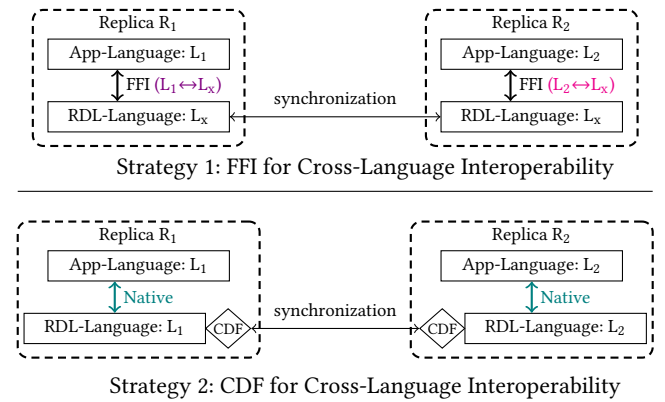 Replica R₁ Replica R₂
App-Language: L₁ App-Language: L₂
FFI (L₁↔Lₓ) FFI (L₂↔Lₓ)
synchronization
RDL-Language: Lₓ RDL-Language: Lₓ
Strategy 1: FFI for Cross-Language Interoperability
Replica R₁ Replica R₂
App-Language: L₁ App-Language: L₂
Native Native
synchronization
RDL-Language: L₁ CDF CDF RDL-Language: L₂
Strategy 2: CDF for Cross-Language Interoperability